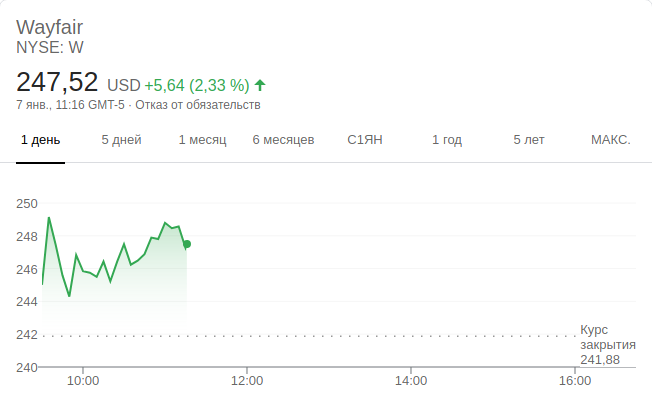 Wayfair
NYSE: W
247,52 USD +5,64 (2,33 %)
7 янв., 11:16 GMT-5 · Отказ от обязательств
1 день 5 дней 1 месяц 6 месяцев С1ЯН 1 год 5 лет МАКС.
250
248
246
244
242
240
Курс
закрытия
241,88
10:00 12:00 14:00 16:00